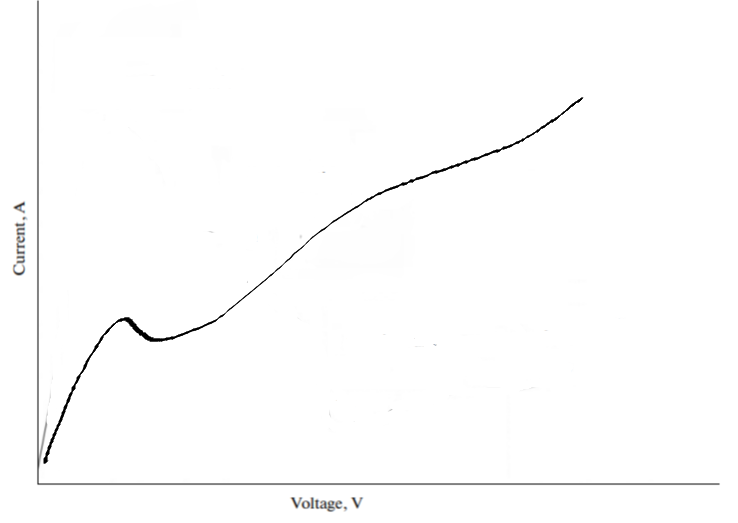 Current, A
Voltage, V